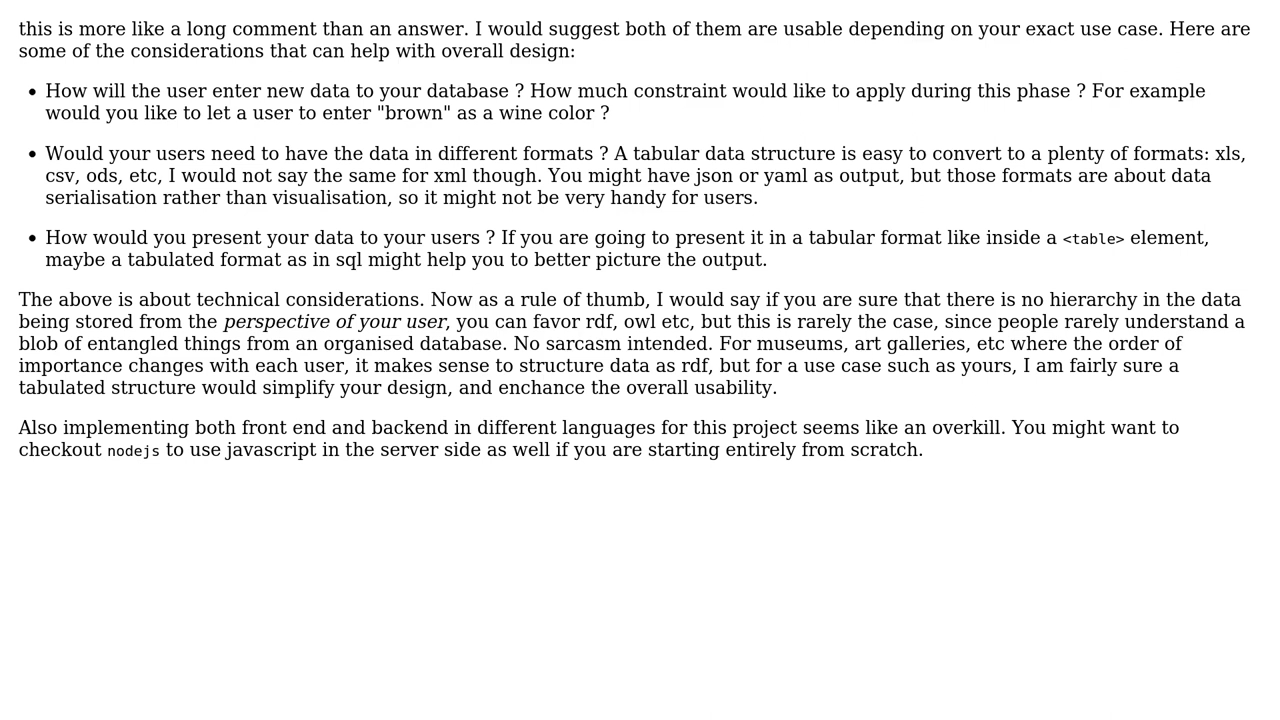 this is more like a long comment than an answer. I would suggest both of them are usable depending on your exact use case. Here are
some of the considerations that can help with overall design:
• How will the user enter new data to your database ? How much constraint would like to apply during this phase ? For example
would you like to let a user to enter "brown" as a wine color ?
• Would your users need to have the data in different formats ? A tabular data structure is easy to convert to a plenty of formats: xls,
csv, ods, etc, I would not say the same for xml though. You might have json or yaml as output, but those formats are about data
serialisation rather than visualisation, so it might not be very handy for users.
• How would you present your data to your users ? If you are going to present it in a tabular format like inside a <table> element,
maybe a tabulated format as in sql might help you to better picture the output.
The above is about technical considerations. Now as a rule of thumb, I would say if you are sure that there is no hierarchy in the data
being stored from the perspective of your user, you can favor rdf, owl etc, but this is rarely the case, since people rarely understand a
blob of entangled things from an organised database. No sarcasm intended. For museums, art galleries, etc where the order of
importance changes with each user, it makes sense to structure data as rdf, but for a use case such as yours, I am fairly sure a
tabulated structure would simplify your design, and enchance the overall usability.
Also implementing both front end and backend in different languages for this project seems like an overkill. You might want to
checkout nodejs to use javascript in the server side as well if you are starting entirely from scratch.